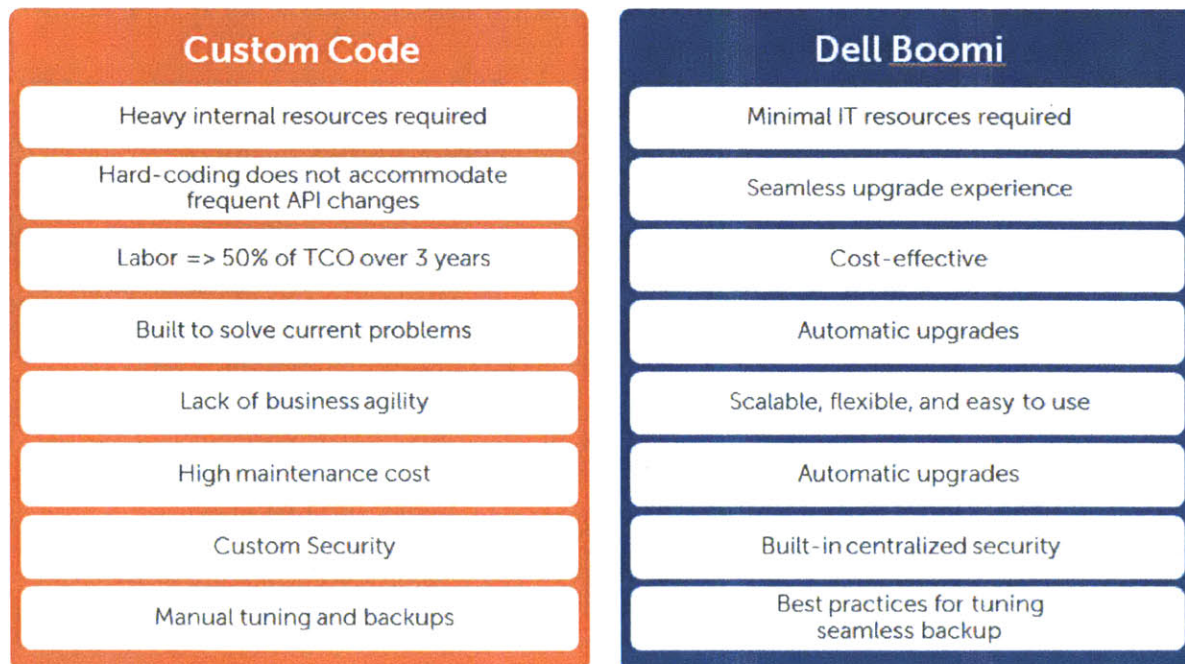 Custom Code
Heavy internal resources required
Hard-coding does not accommodate
frequent API changes
Labor => 50% of TCO over 3 years
Built to solve current problems
Lack of business agility
High maintenance cost
Custom Security
Manual tuning and backups
Dell Boomi
Minimal IT resources required
Seamless upgrade experience
Cost-effective
Automatic upgrades
Scalable, flexible, and easy to use
Automatic upgrades
Built-in centralized security
Best practices for tuning
seamless backup